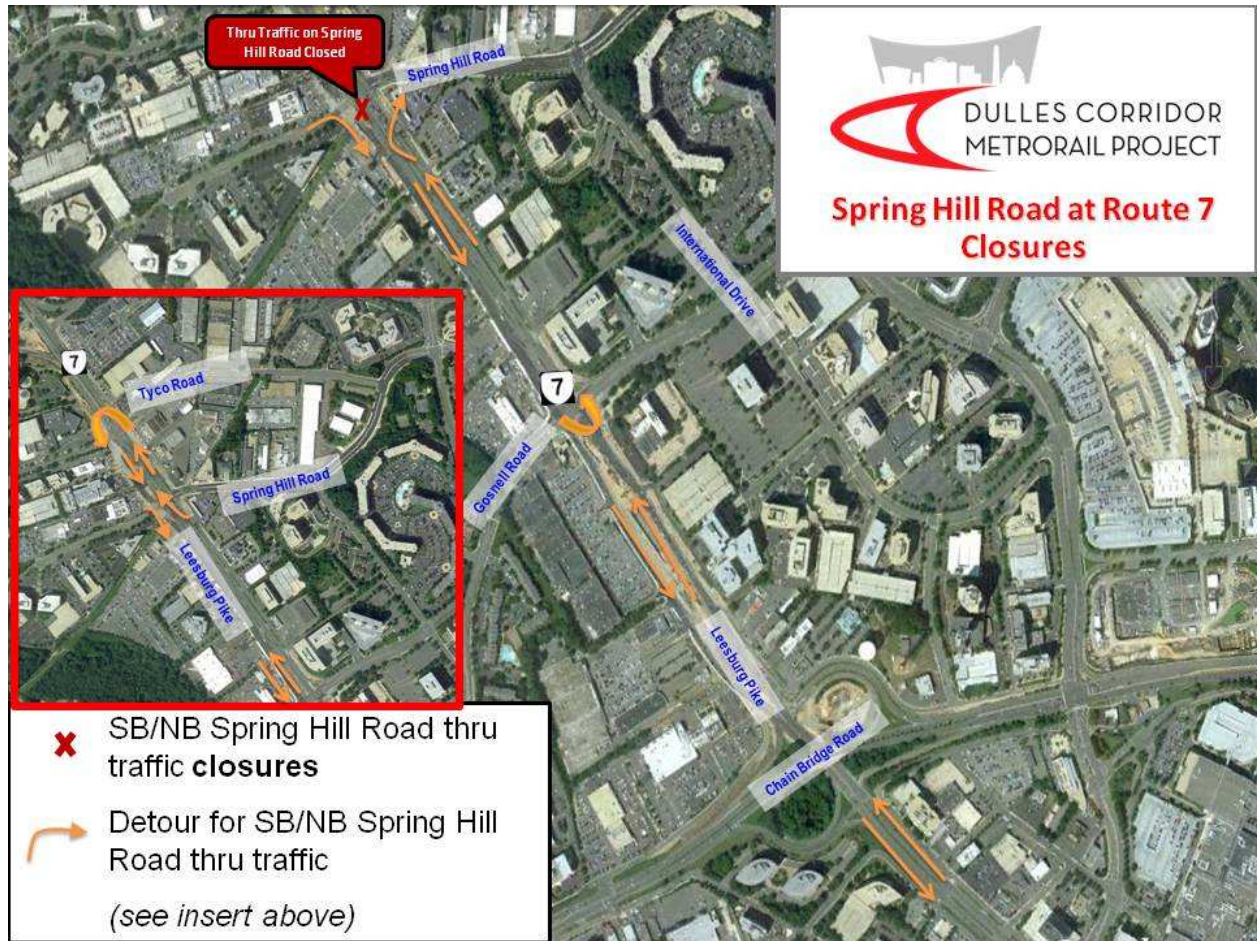 Thru Traffic on Spring
Hill Road Closed
Spring Hill Road
DULLES CORRIDOR
METRORAIL PROJECT
Spring Hill Road at Route 7
Closures
International Drive
7
Tyco Road
7
Gosnell Road
Spring Hill Road
Leesburg Pike
Leesburg Pike
Chain Bridge Road
SB/NB Spring Hill Road thru
traffic closures
Detour for SB/NB Spring Hill
Road thru traffic
(see insert above)